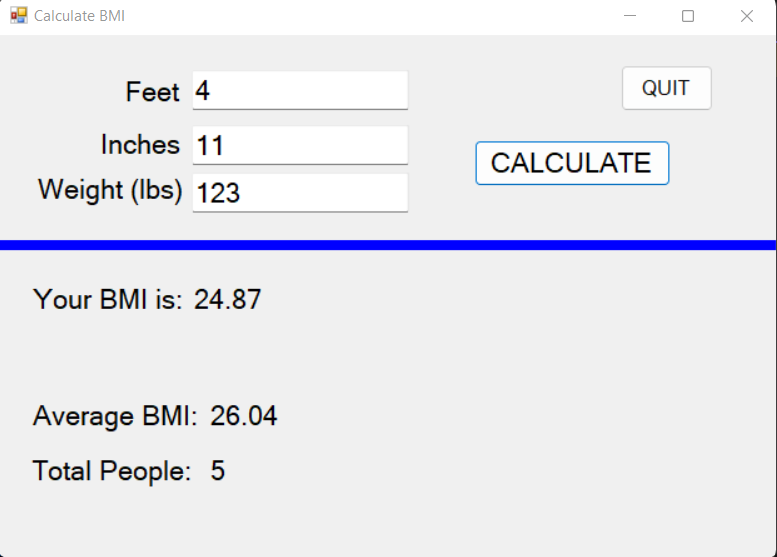 Calculate BMI
Feet 4
QUIT
Inches 11
CALCULATE
Weight (lbs) 123
Your BMI is: 24.87
Average BMI: 26.04
Total People: 5